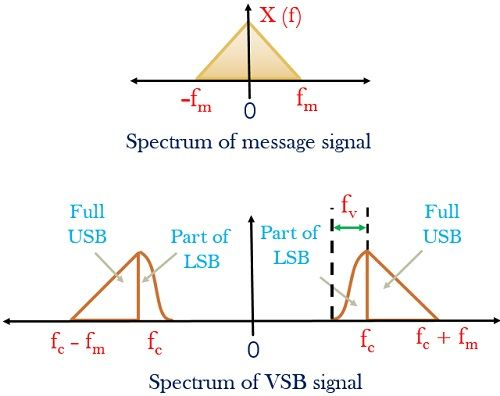 X (f)
-fm
0
fm
Spectrum of message signal
Full
USB
Part of
LSB
Part of
LSB
fv
Full
USB
fc - fm
fc
0
fc
fc + fm
Spectrum of VSB signal